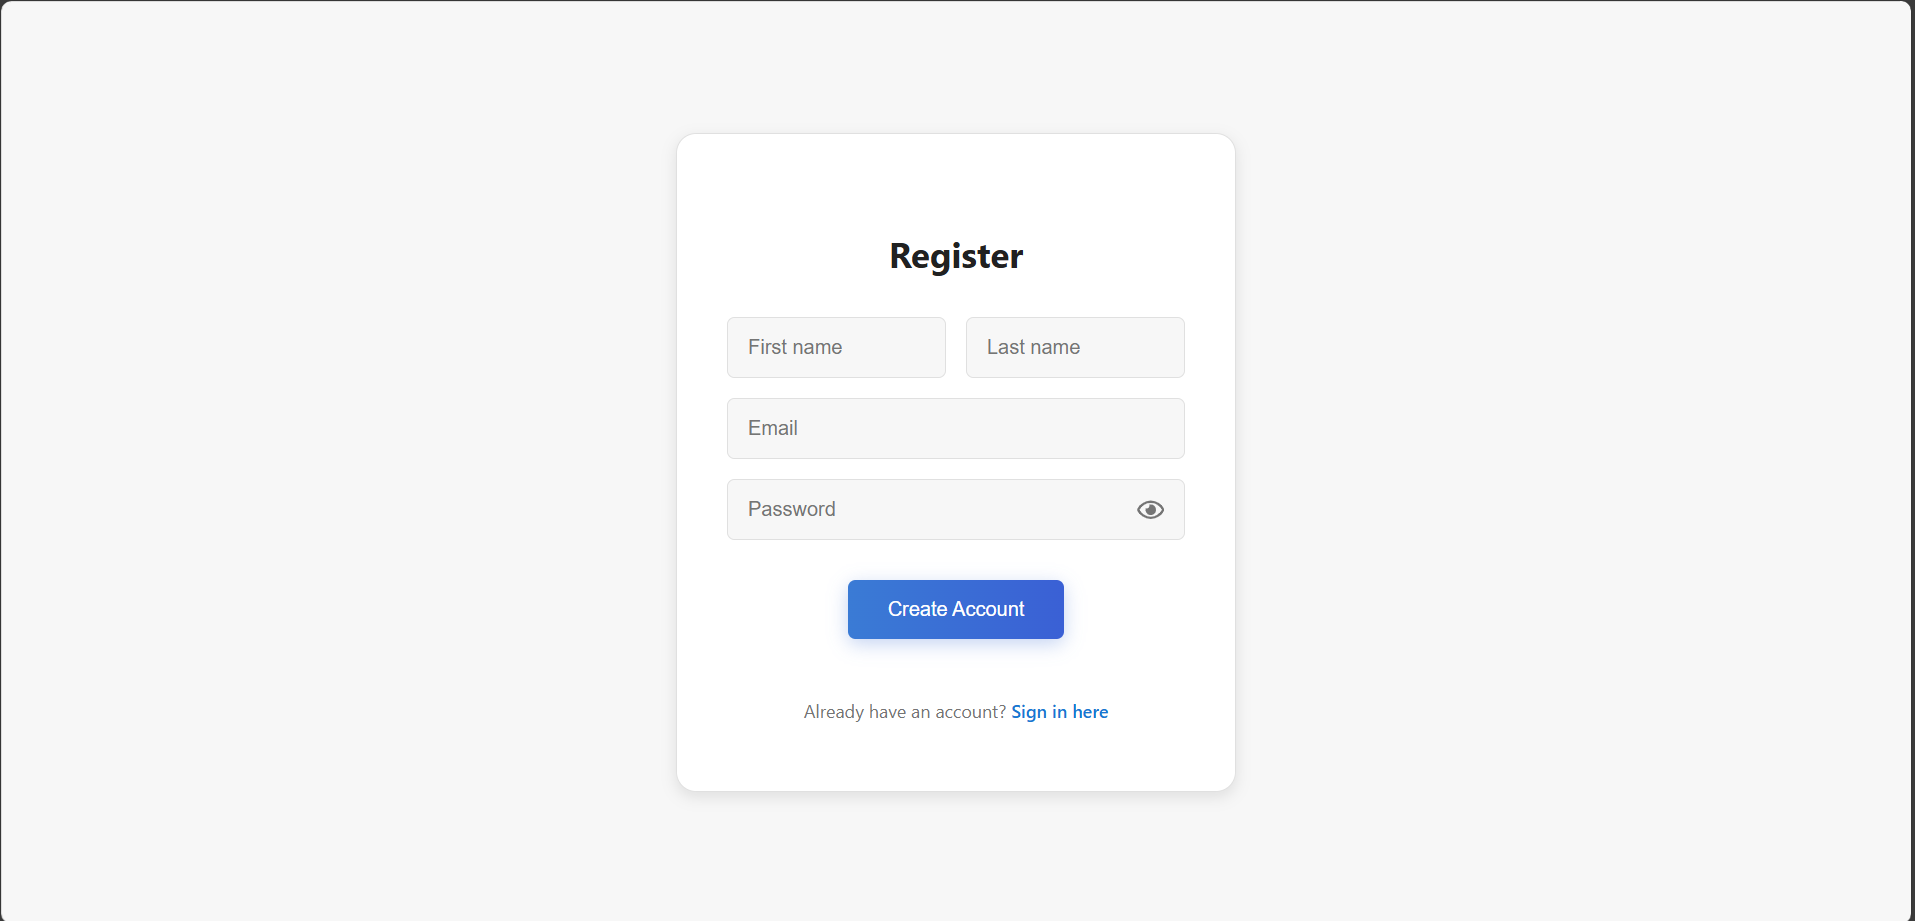 Register
First name
Last name
Email
Password
Create Account
Already have an account? Sign in here